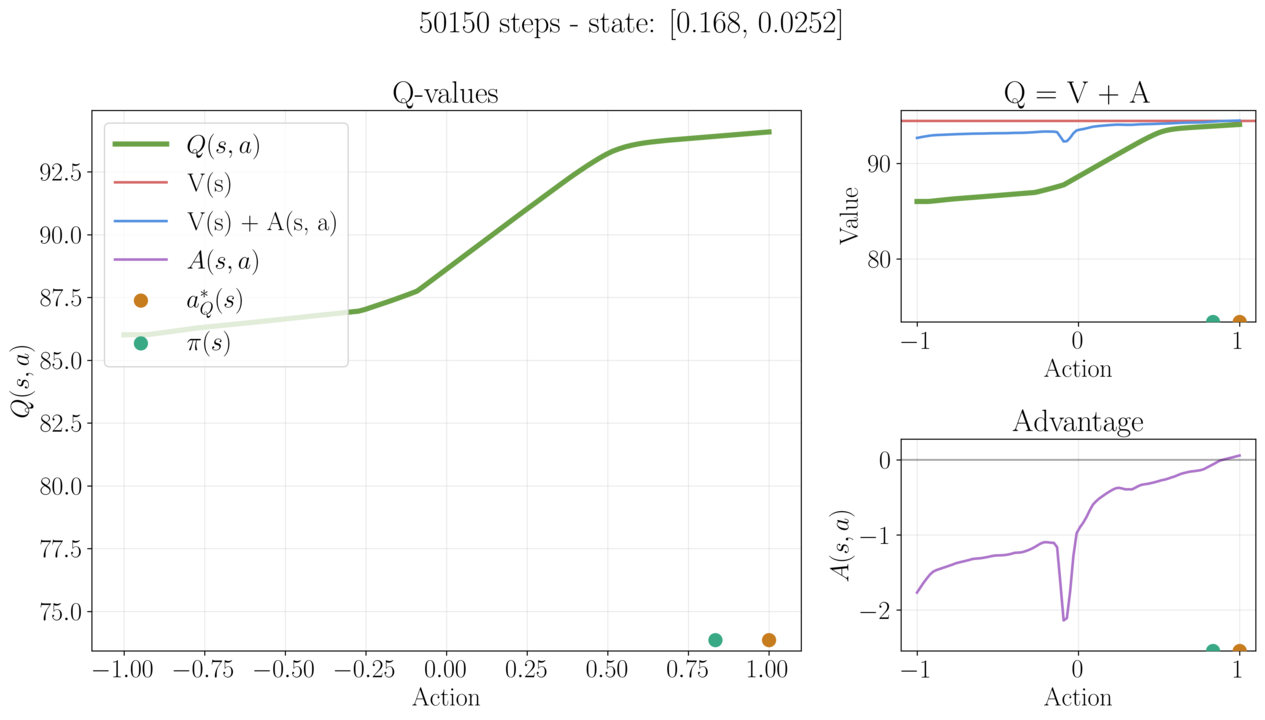 50150 steps - state: [0.168, 0.0252]
Q-values
Q(s, a)
V(s)
V(s) + A(s, a)
A(s, a)
a*_Q(s)
π(s)
92.5
90.0
87.5
85.0
82.5
80.0
77.5
75.0
Q(s, a)
−1.00 −0.75 −0.50 −0.25 0.00 0.25 0.50 0.75 1.00
Action
Q = V + A
90
80
Value
−1 0 1
Action
Advantage
0
−1
−2
A(s, a)
−1 0 1
Action